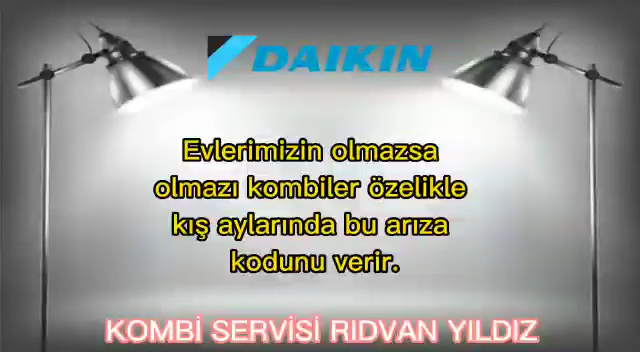 DAIKIN
Evlerimizin olmazsa
olmazı kombiler özelikle
kış aylarında bu arıza
kodunu verir.
KOMBİ SERVİSİ RIDVAN YILDIZ